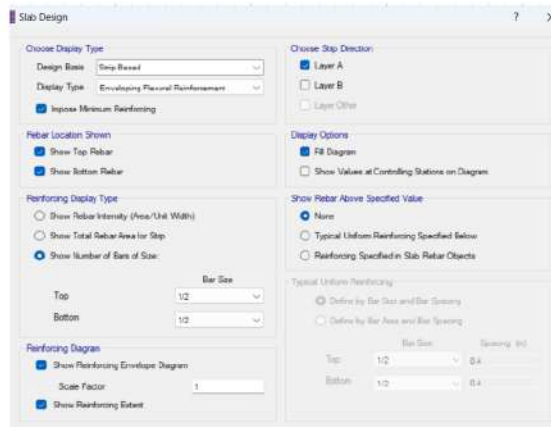 Slab Design
?
Choose Display Type
Design Basis
Strip Based
Display Type
Enveloping Flexural Reinforcement
Impose Minimum Reinforcing
Rebar Location Shown
Show Top Rebar
Show Bottom Rebar
Reinforcing Display Type
Show Rebar Intensity (Area/Unit Width)
Show Total Rebar Area for Strip
Show Number of Bars of Size:
Bar Size
Top
1/2
Bottom
1/2
Reinforcing Diagram
Show Reinforcing Envelope Diagram
Scale Factor
1
Show Reinforcing Extent
Choose Strip Direction
Layer A
Layer B
Layer Other
Display Options
Fill Diagram
Show Values at Controlling Stations on Diagram
Show Rebar Above Specified Value
None
Typical Uniform Reinforcing Specified Below
Reinforcing Specified in Slab Rebar Objects
Typical Uniform Reinforcing
Define by Bar Size and Bar Spacing
Define by Bar Area and Bar Spacing
Bar Size
Spacing (m)
Top
1/2
0.4
Bottom
1/2
0.4